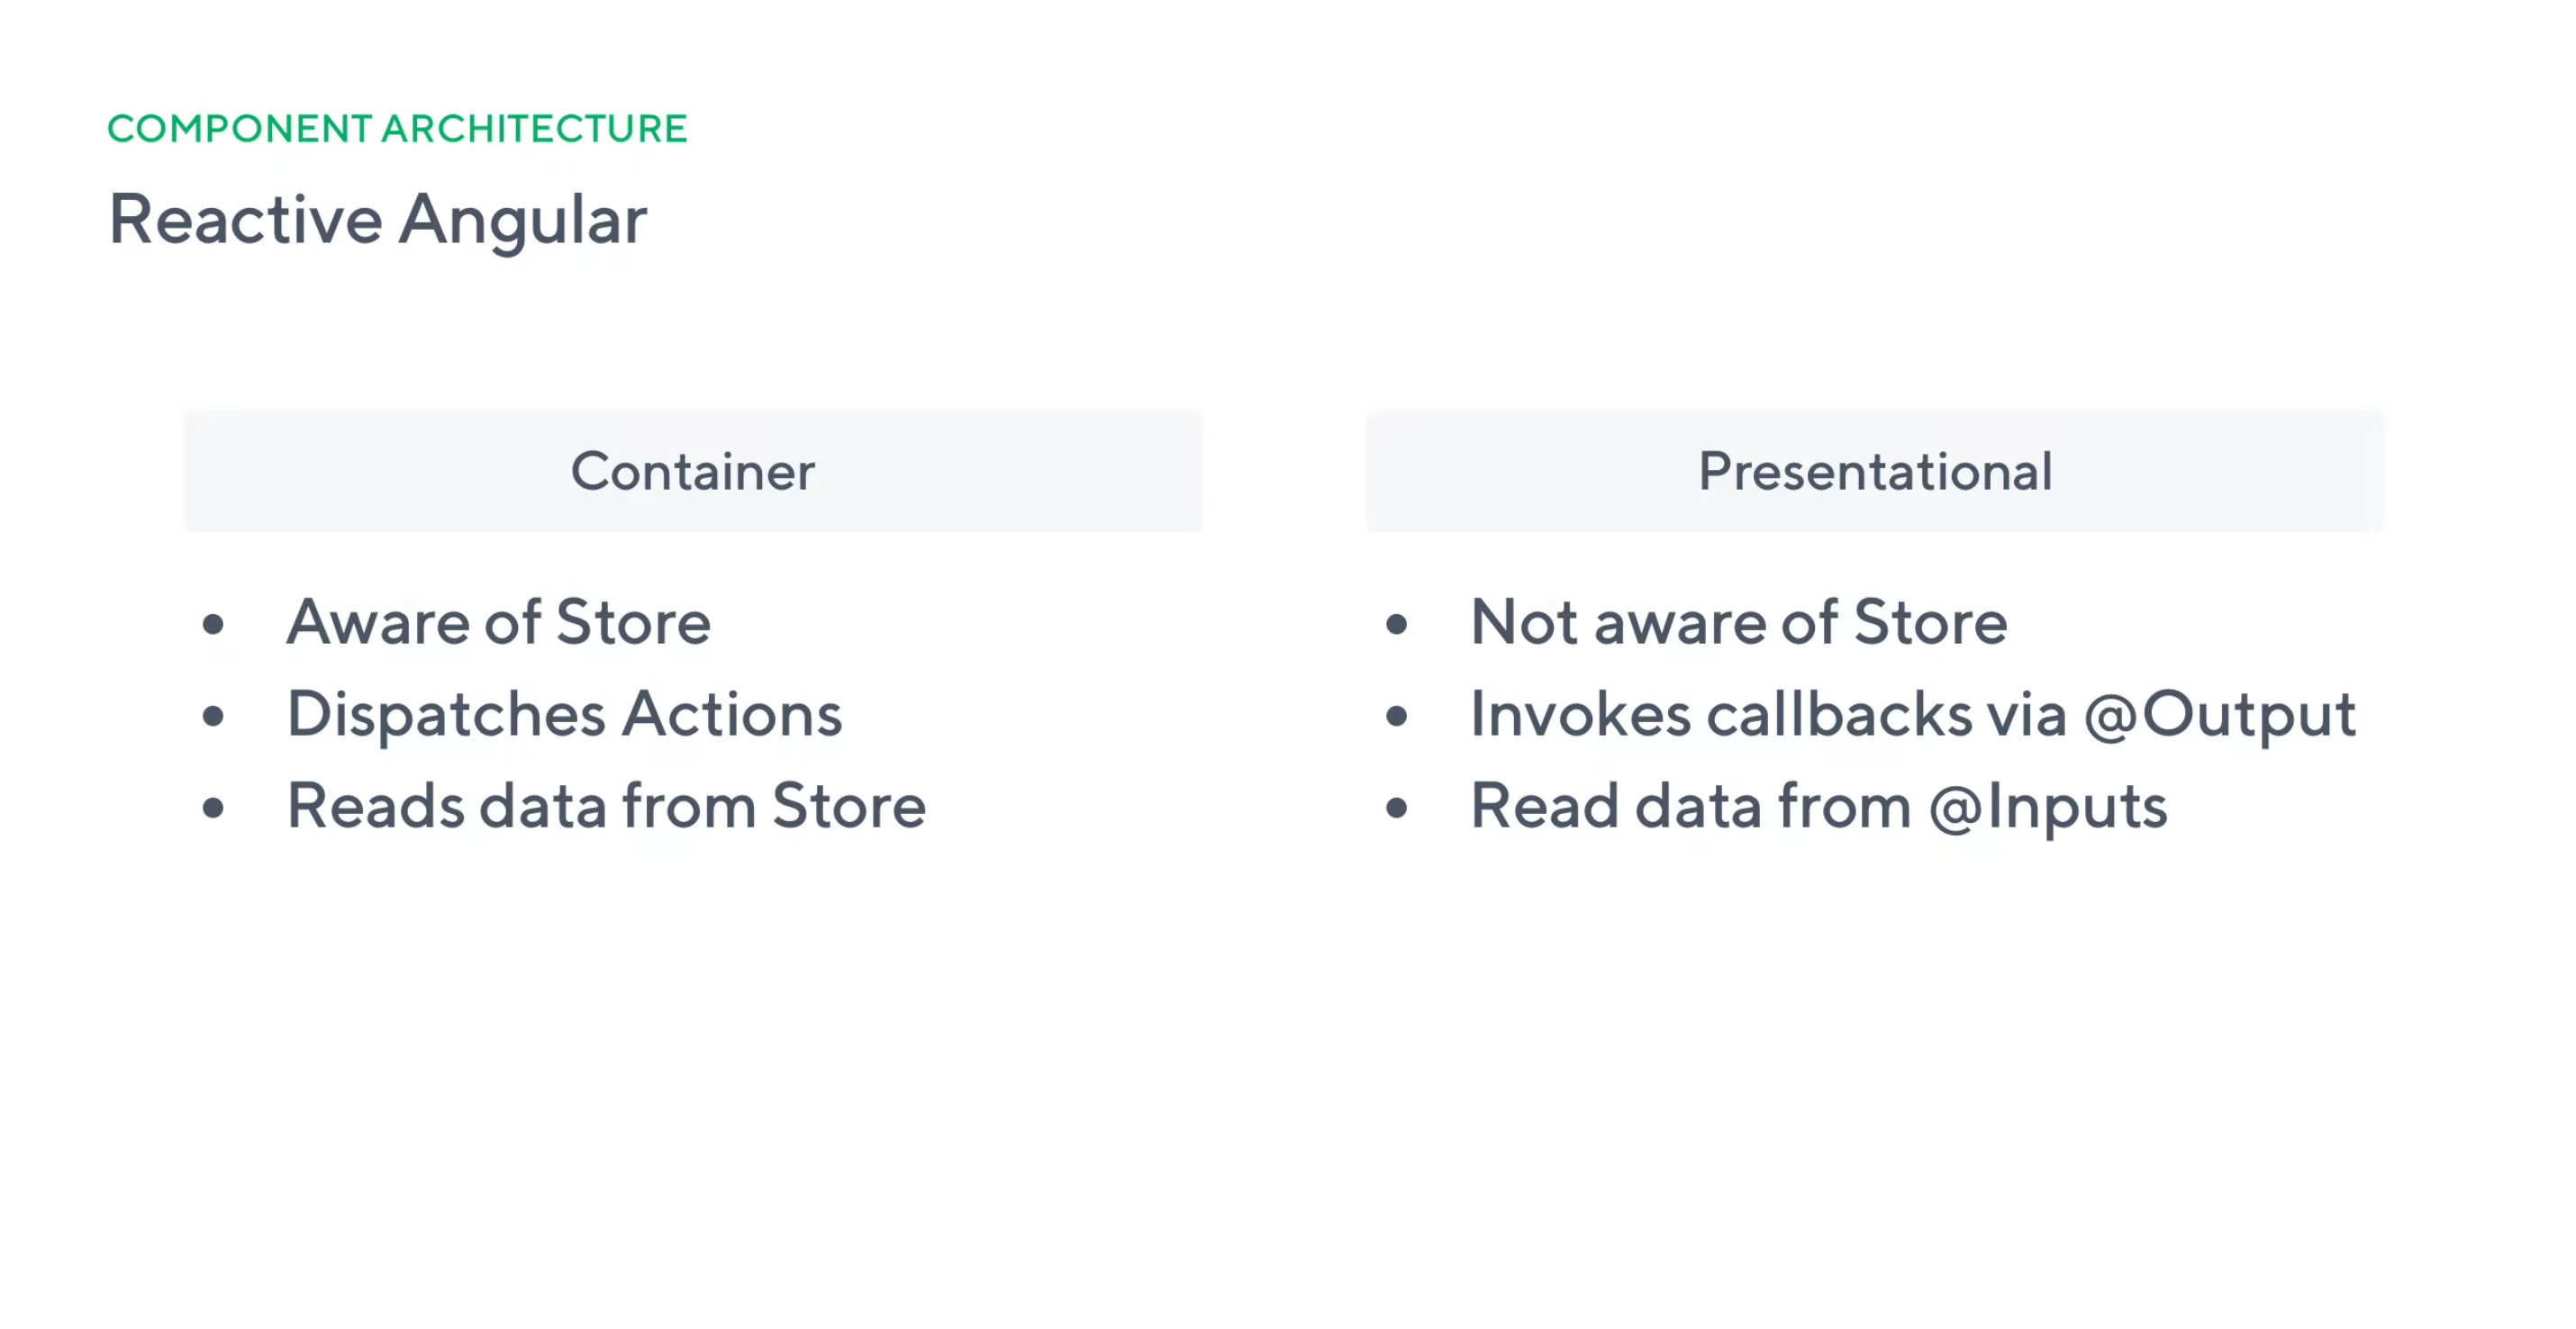 COMPONENT ARCHITECTURE
Reactive Angular
Container
• Aware of Store
• Dispatches Actions
• Reads data from Store
Presentational
• Not aware of Store
• Invokes callbacks via @Output
• Read data from @Inputs